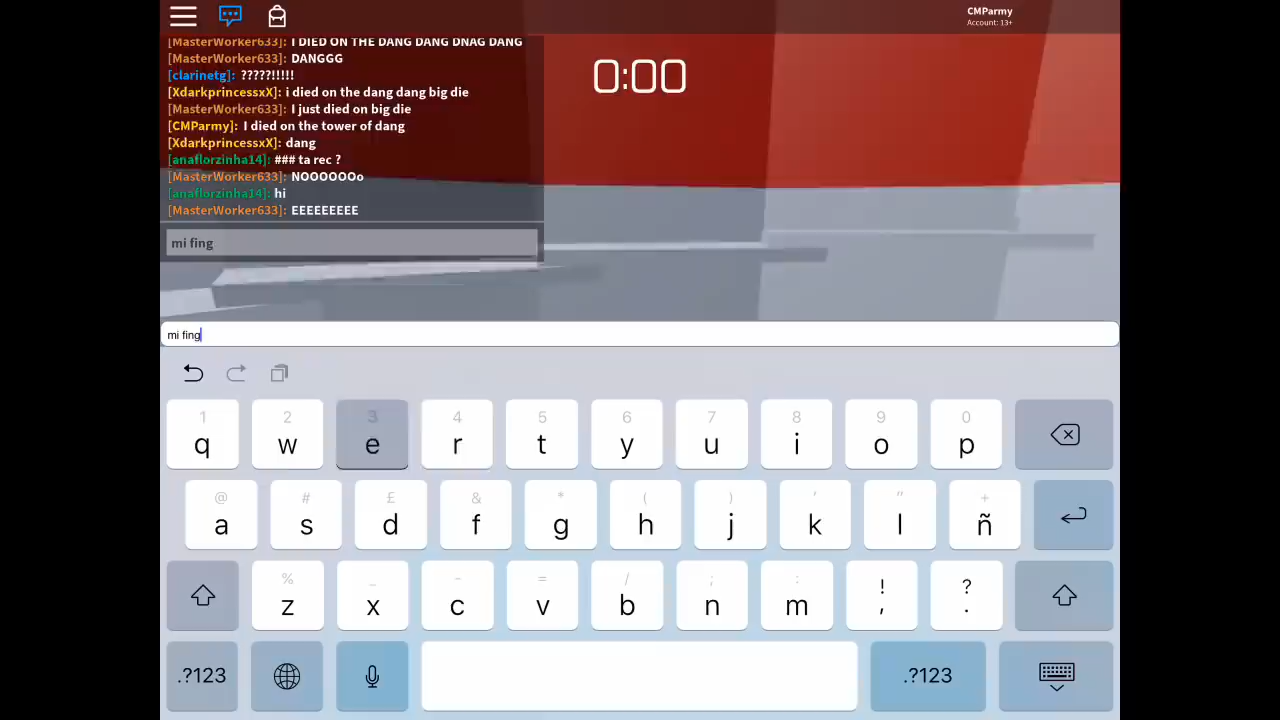 CMParmy
Account: 13+
[MasterWorker633]: I DIED ON THE DANG DANG DNAG DANG
[MasterWorker633]: DANGGG
[clarinetg]: ?????!!!!!
[XdarkprincessxX]: i died on the dang dang big die
[MasterWorker633]: I just died on big die
[CMParmy]: I died on the tower of dang
[XdarkprincessxX]: dang
[anaflorzinha14]: ### ta rec ?
[MasterWorker633]: NOOOOOOo
[anaflorzinha14]: hi
[MasterWorker633]: EEEEEEEEE
mi fing
0:00
mi fing
1 2 3 4 5 6 7 8 9 0
q w e r t y u i o p
@ # £ & * ( ) ' " +
a s d f g h j k l ñ
% _ - = / ; : ! ?
z x c v b n m , .
.?123 .?123